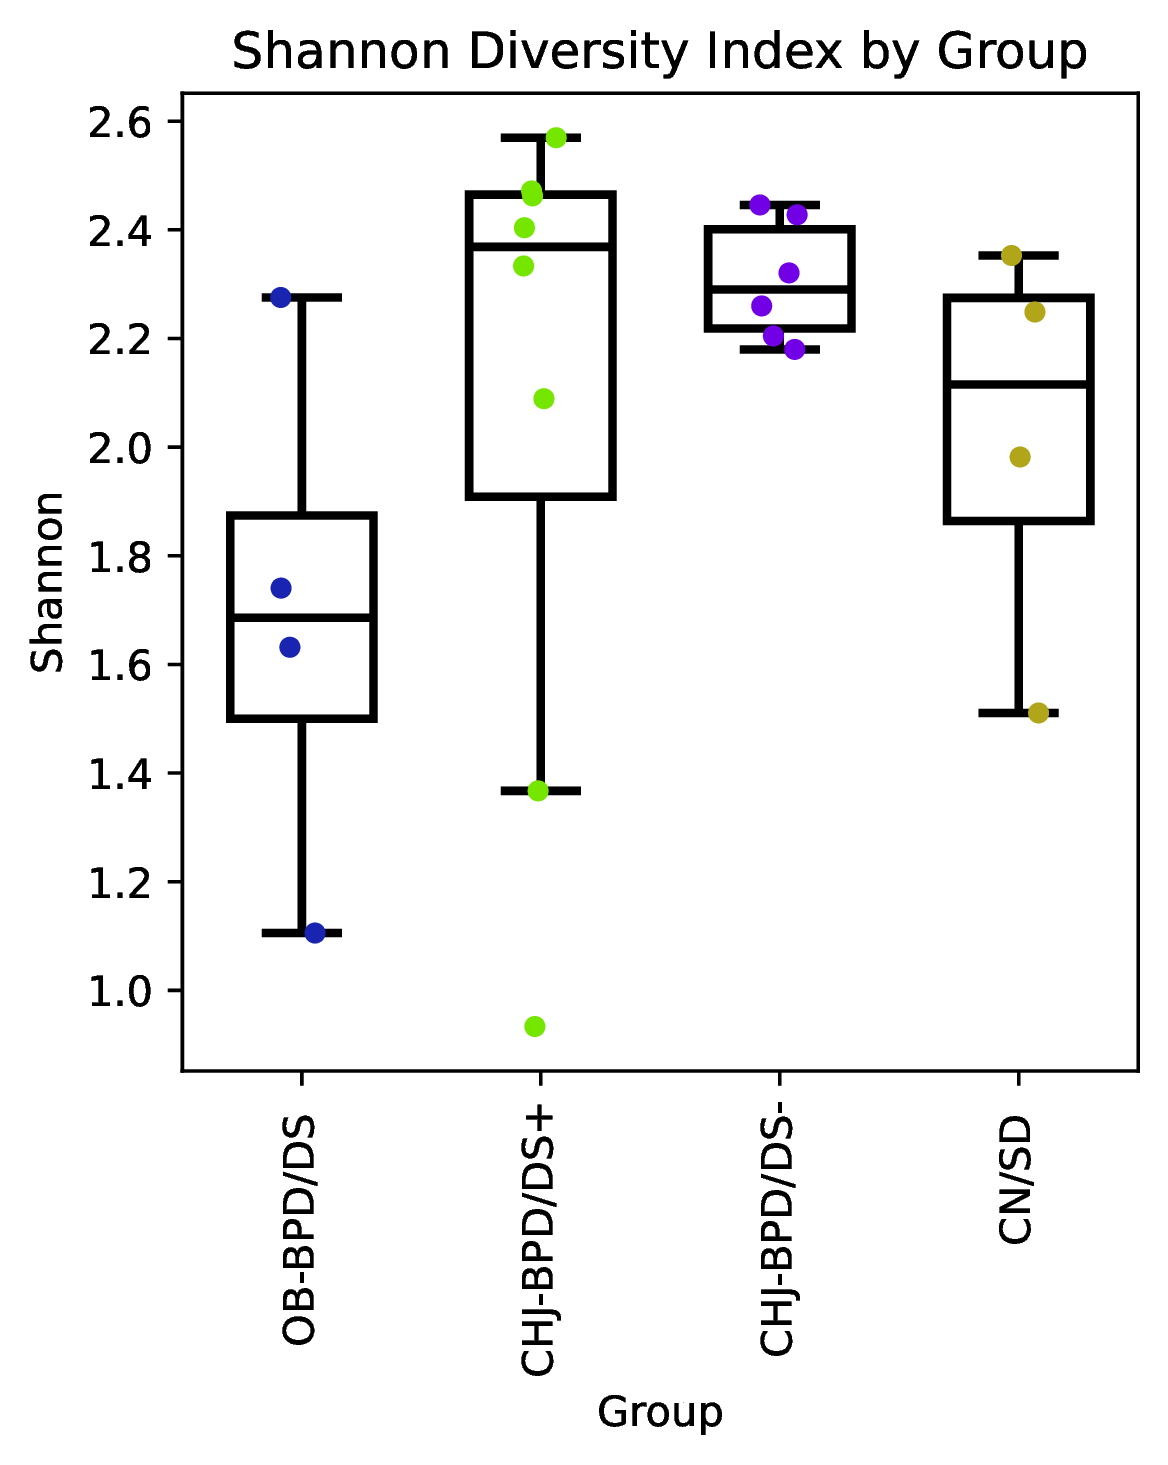 Shannon Diversity Index by Group
2.6
2.4
2.2
2.0
1.8
1.6
1.4
1.2
1.0
Shannon
OB-BPD/DS
CHJ-BPD/DS+
CHJ-BPD/DS-
CN/SD
Group